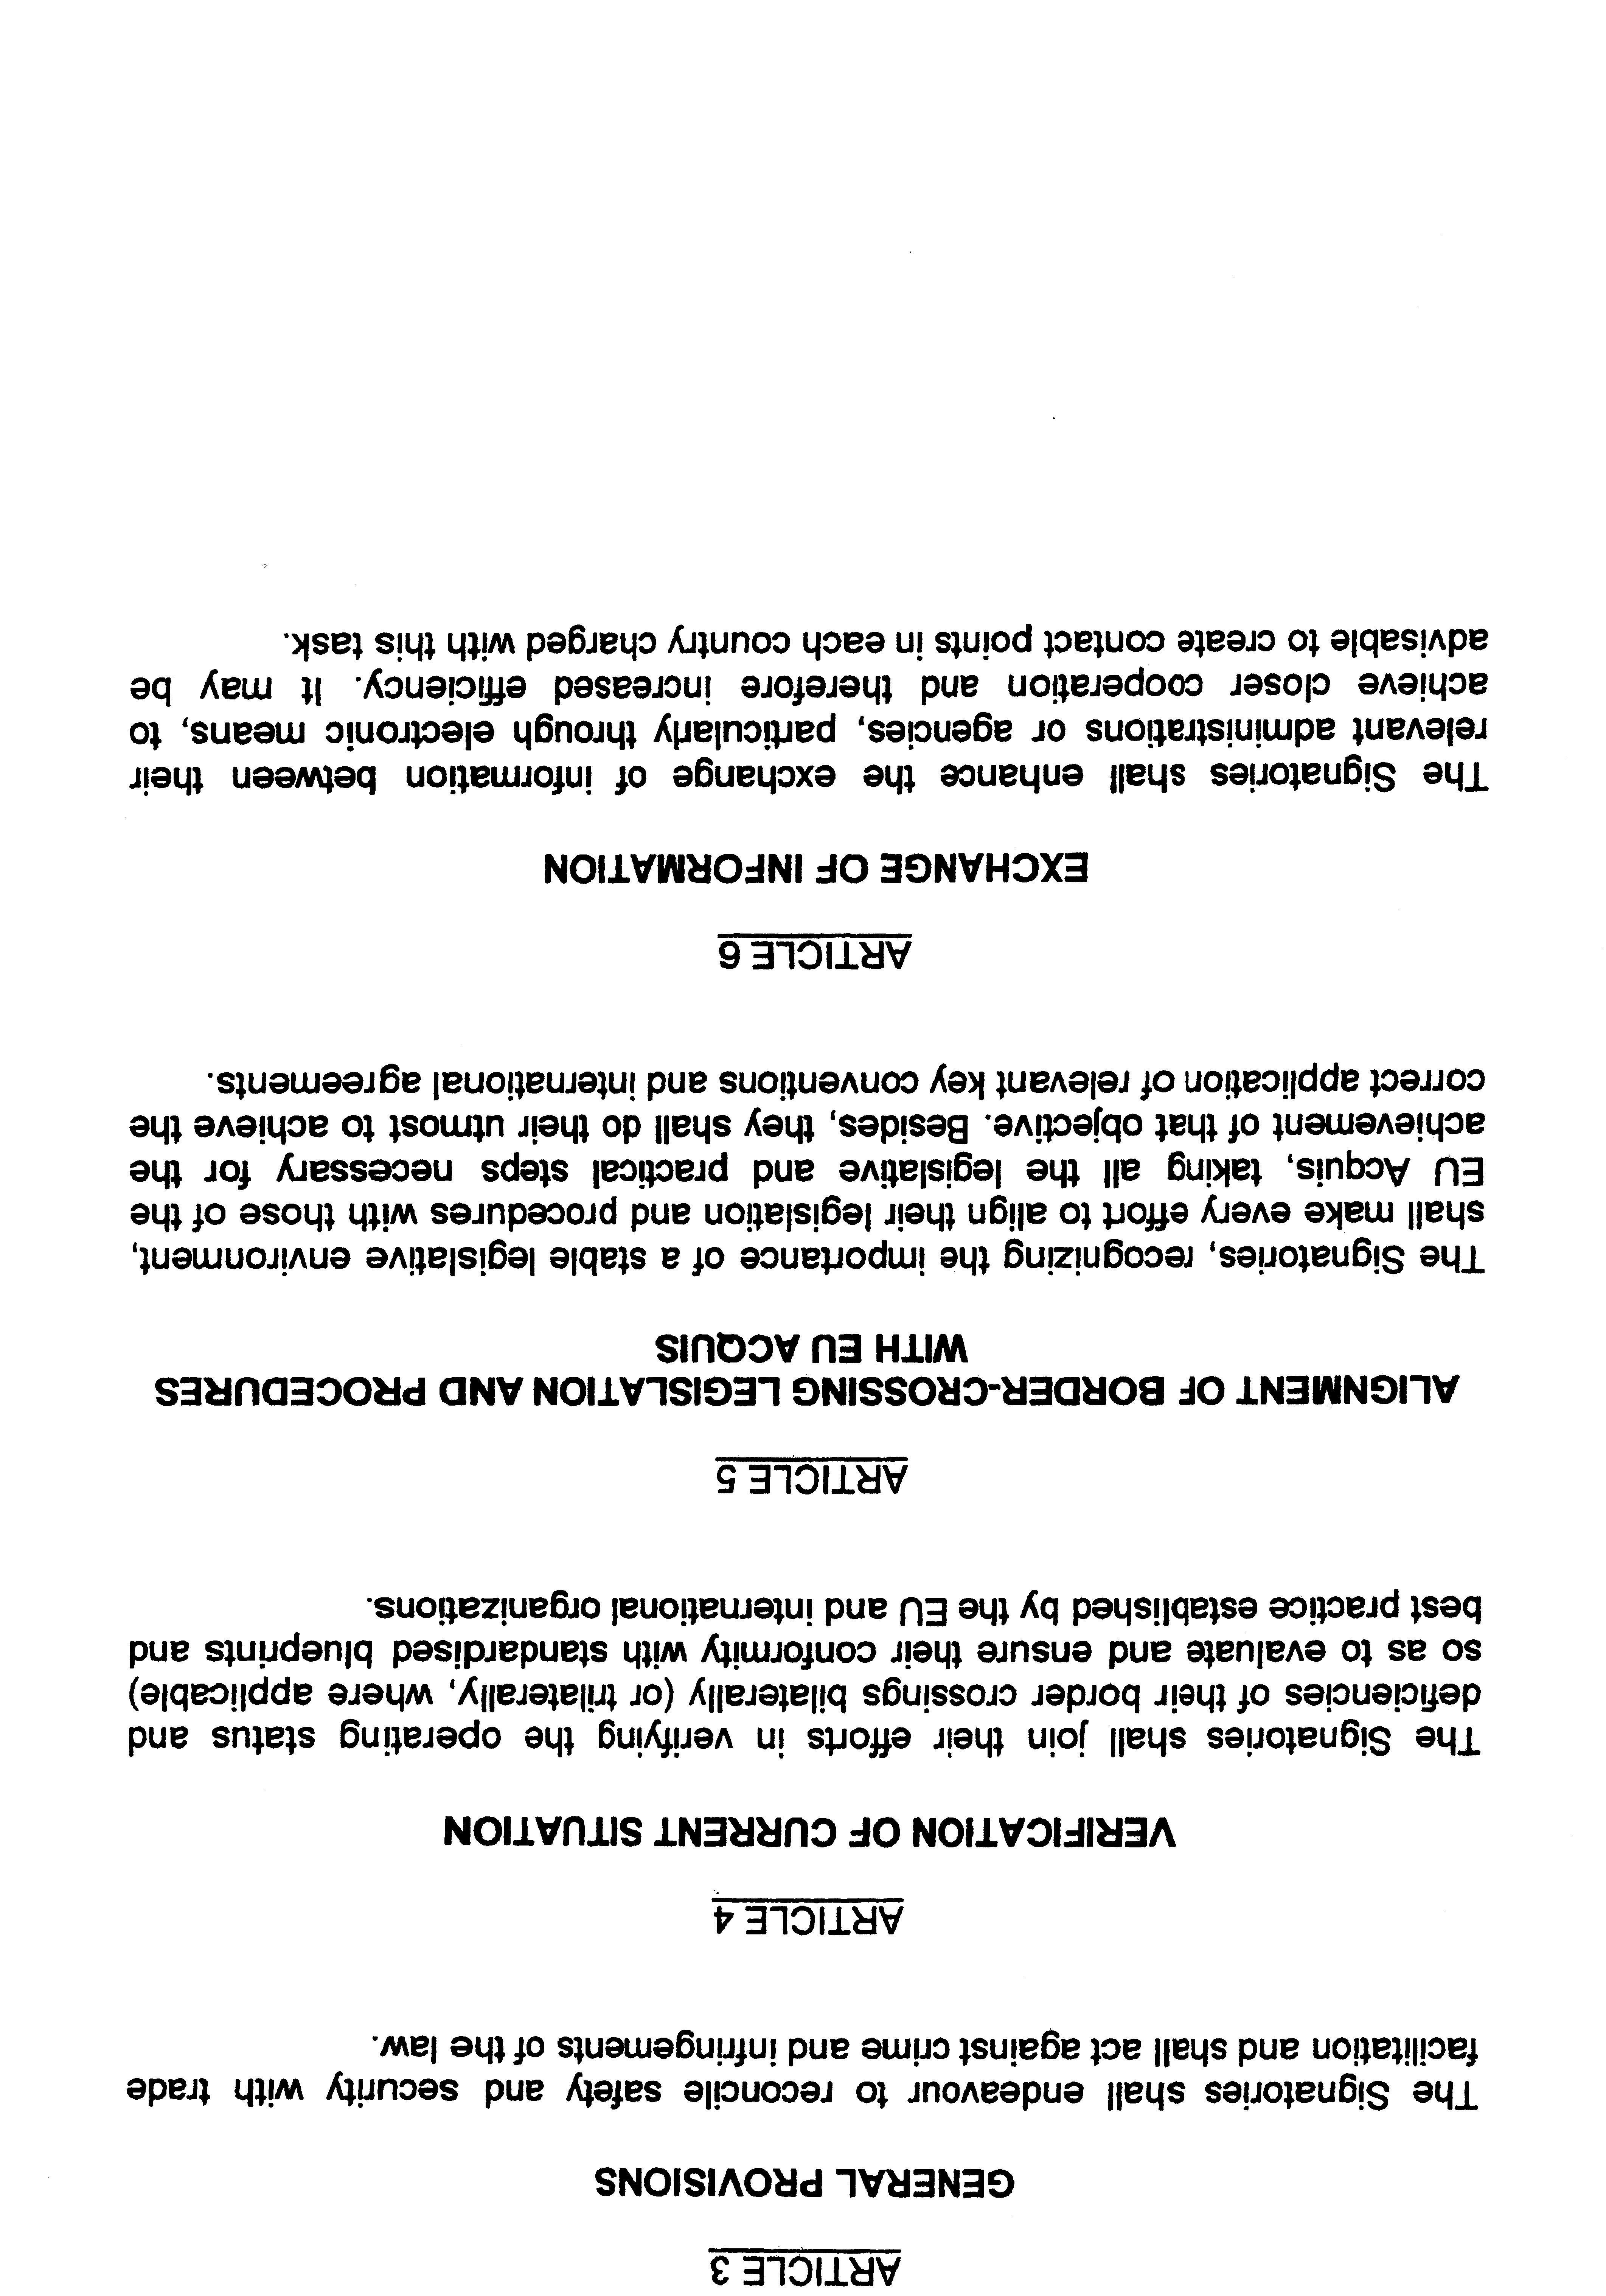 ARTICLE 3
GENERAL PROVISIONS
The Signatories shall endeavour to reconcile safety and security with trade
facilitation and shall act against crime and infringements of the law.
ARTICLE 4
VERIFICATION OF CURRENT SITUATION
The Signatories shall join their efforts in verifying the operating status and
deficiencies of their border crossings bilaterally (or trilaterally, where applicable)
so as to evaluate and ensure their conformity with standardised blueprints and
best practice established by the EU and international organizations.
ARTICLE 5
ALIGNMENT OF BORDER-CROSSING LEGISLATION AND PROCEDURES
WITH EU ACQUIS
The Signatories, recognizing the importance of a stable legislative environment,
shall make every effort to align their legislation and procedures with those of the
EU Acquis, taking all the legislative and practical steps necessary for the
achievement of that objective. Besides, they shall do their utmost to achieve the
correct application of relevant key conventions and international agreements.
ARTICLE 6
EXCHANGE OF INFORMATION
The Signatories shall enhance the exchange of information between their
relevant administrations or agencies, particularly through electronic means, to
achieve closer cooperation and therefore increased efficiency. It may be
advisable to create contact points in each country charged with this task.